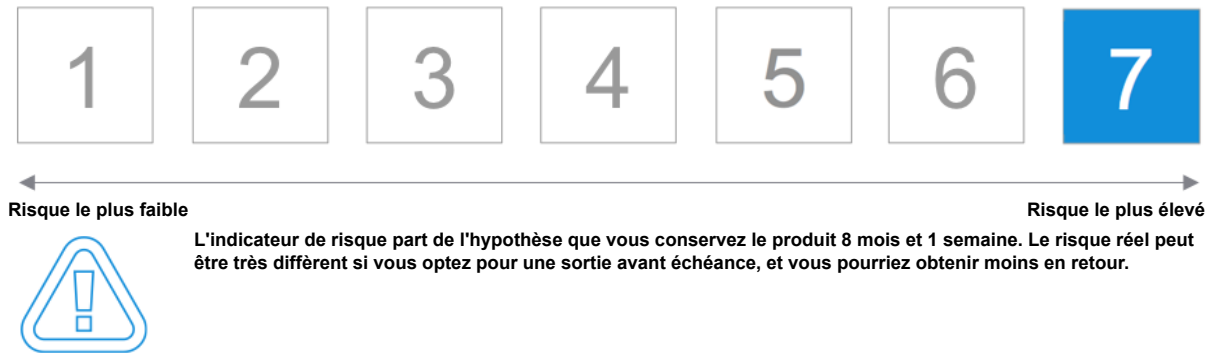 1 2 3 4 5 6 7
Risque le plus faible Risque le plus élevé
L'indicateur de risque part de l'hypothèse que vous conservez le produit 8 mois et 1 semaine. Le risque réel peut
être très diffèrent si vous optez pour une sortie avant échéance, et vous pourriez obtenir moins en retour.